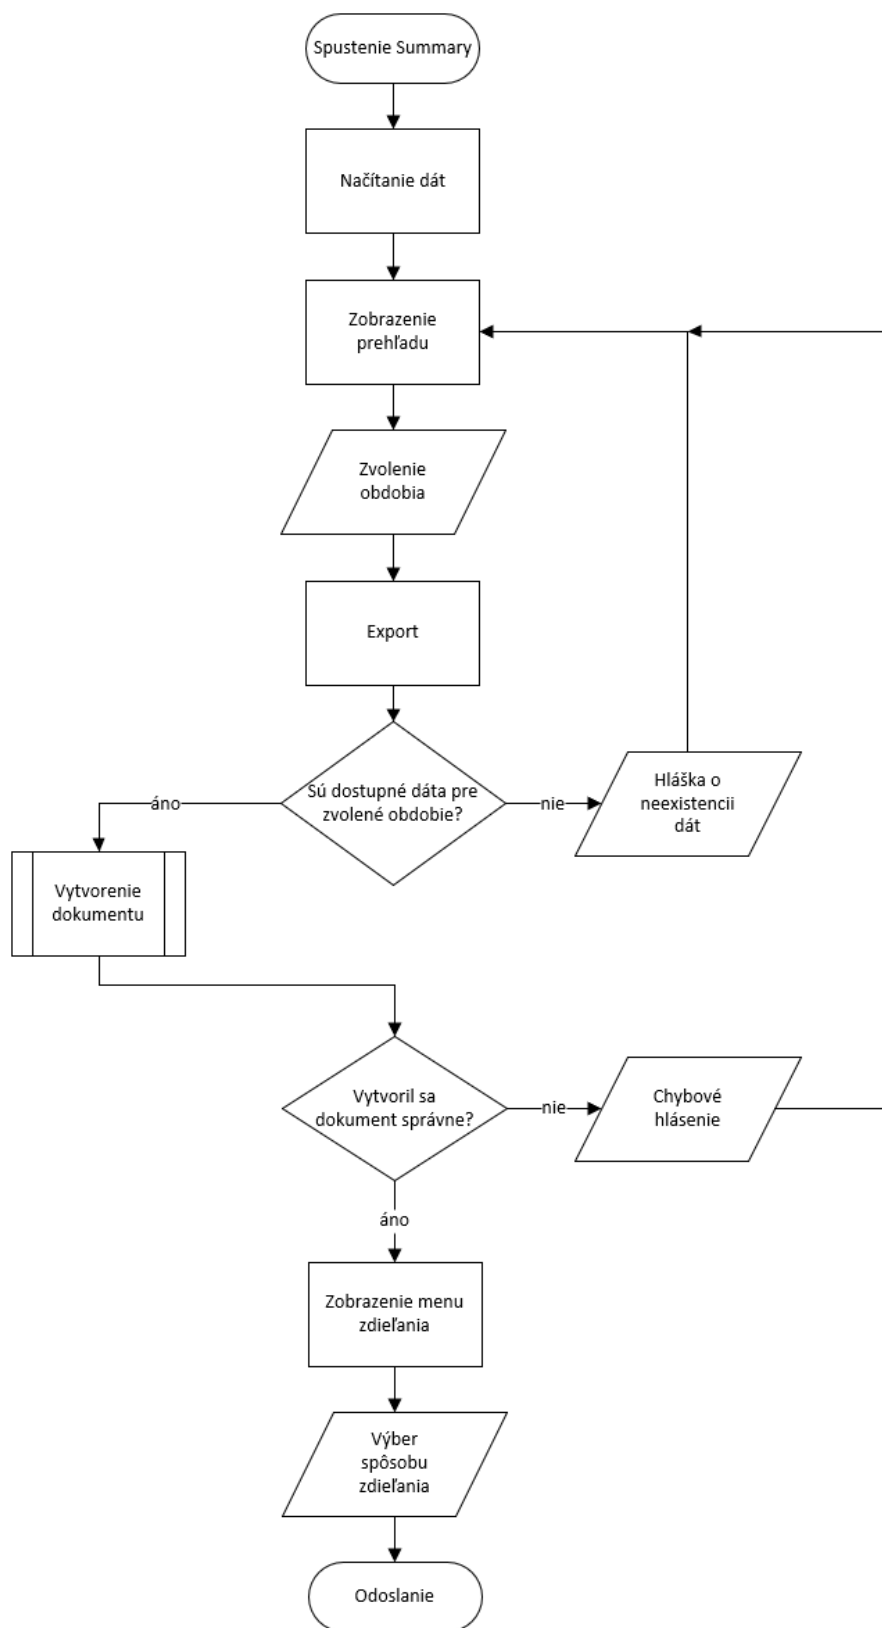 Spustenie Summary
Načítanie dát
Zobrazenie
prehľadu
Zvolenie
obdobia
Export
Sú dostupné dáta pre
zvolené obdobie?
áno
nie
Hláška o
neexistencii
dát
Vytvorenie
dokumentu
Vytvoril sa
dokument správne?
nie
Chybové
hlásenie
áno
Zobrazenie menu
zdieľania
Výber
spôsobu
zdieľania
Odoslanie